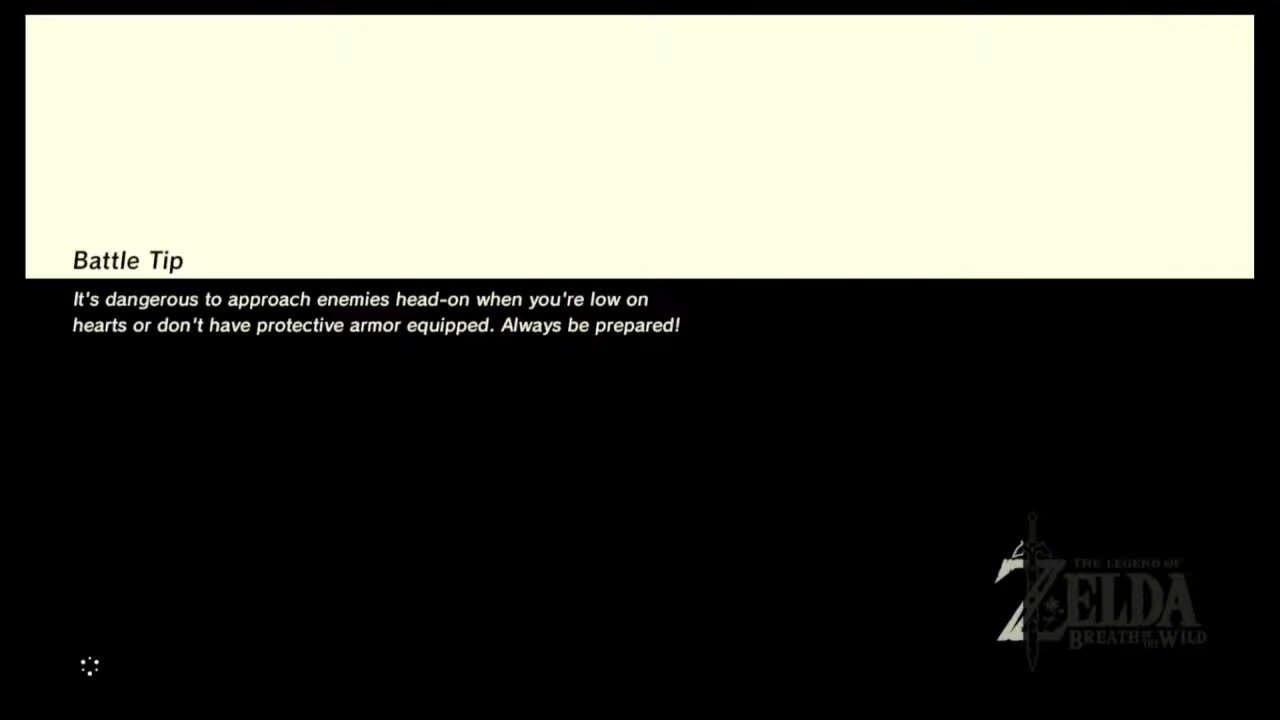 Battle Tip
It's dangerous to approach enemies head-on when you're low on
hearts or don't have protective armor equipped. Always be prepared!
THE LEGEND OF
ZELDA
BREATH OF THE WILD